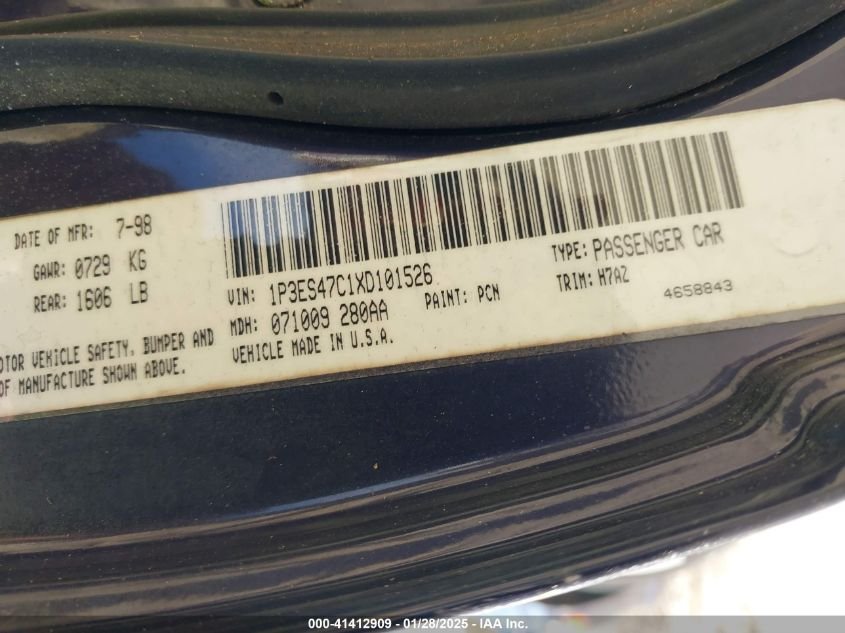 DATE OF MFR: 7-98
GAWR: 0729 KG
REAR: 1606 LB
OTOR VEHICLE SAFETY, BUMPER AND
OF MANUFACTURE SHOWN ABOVE.
VIN: 1P3ES47C1XD101526
TYPE: PASSENGER CAR
MDH: 071009 280AA
PAINT: PCN
TRIM: H7AZ
4658843
VEHICLE MADE IN U.S.A.
000-41412909 - 01/28/2025 - IAA Inc.